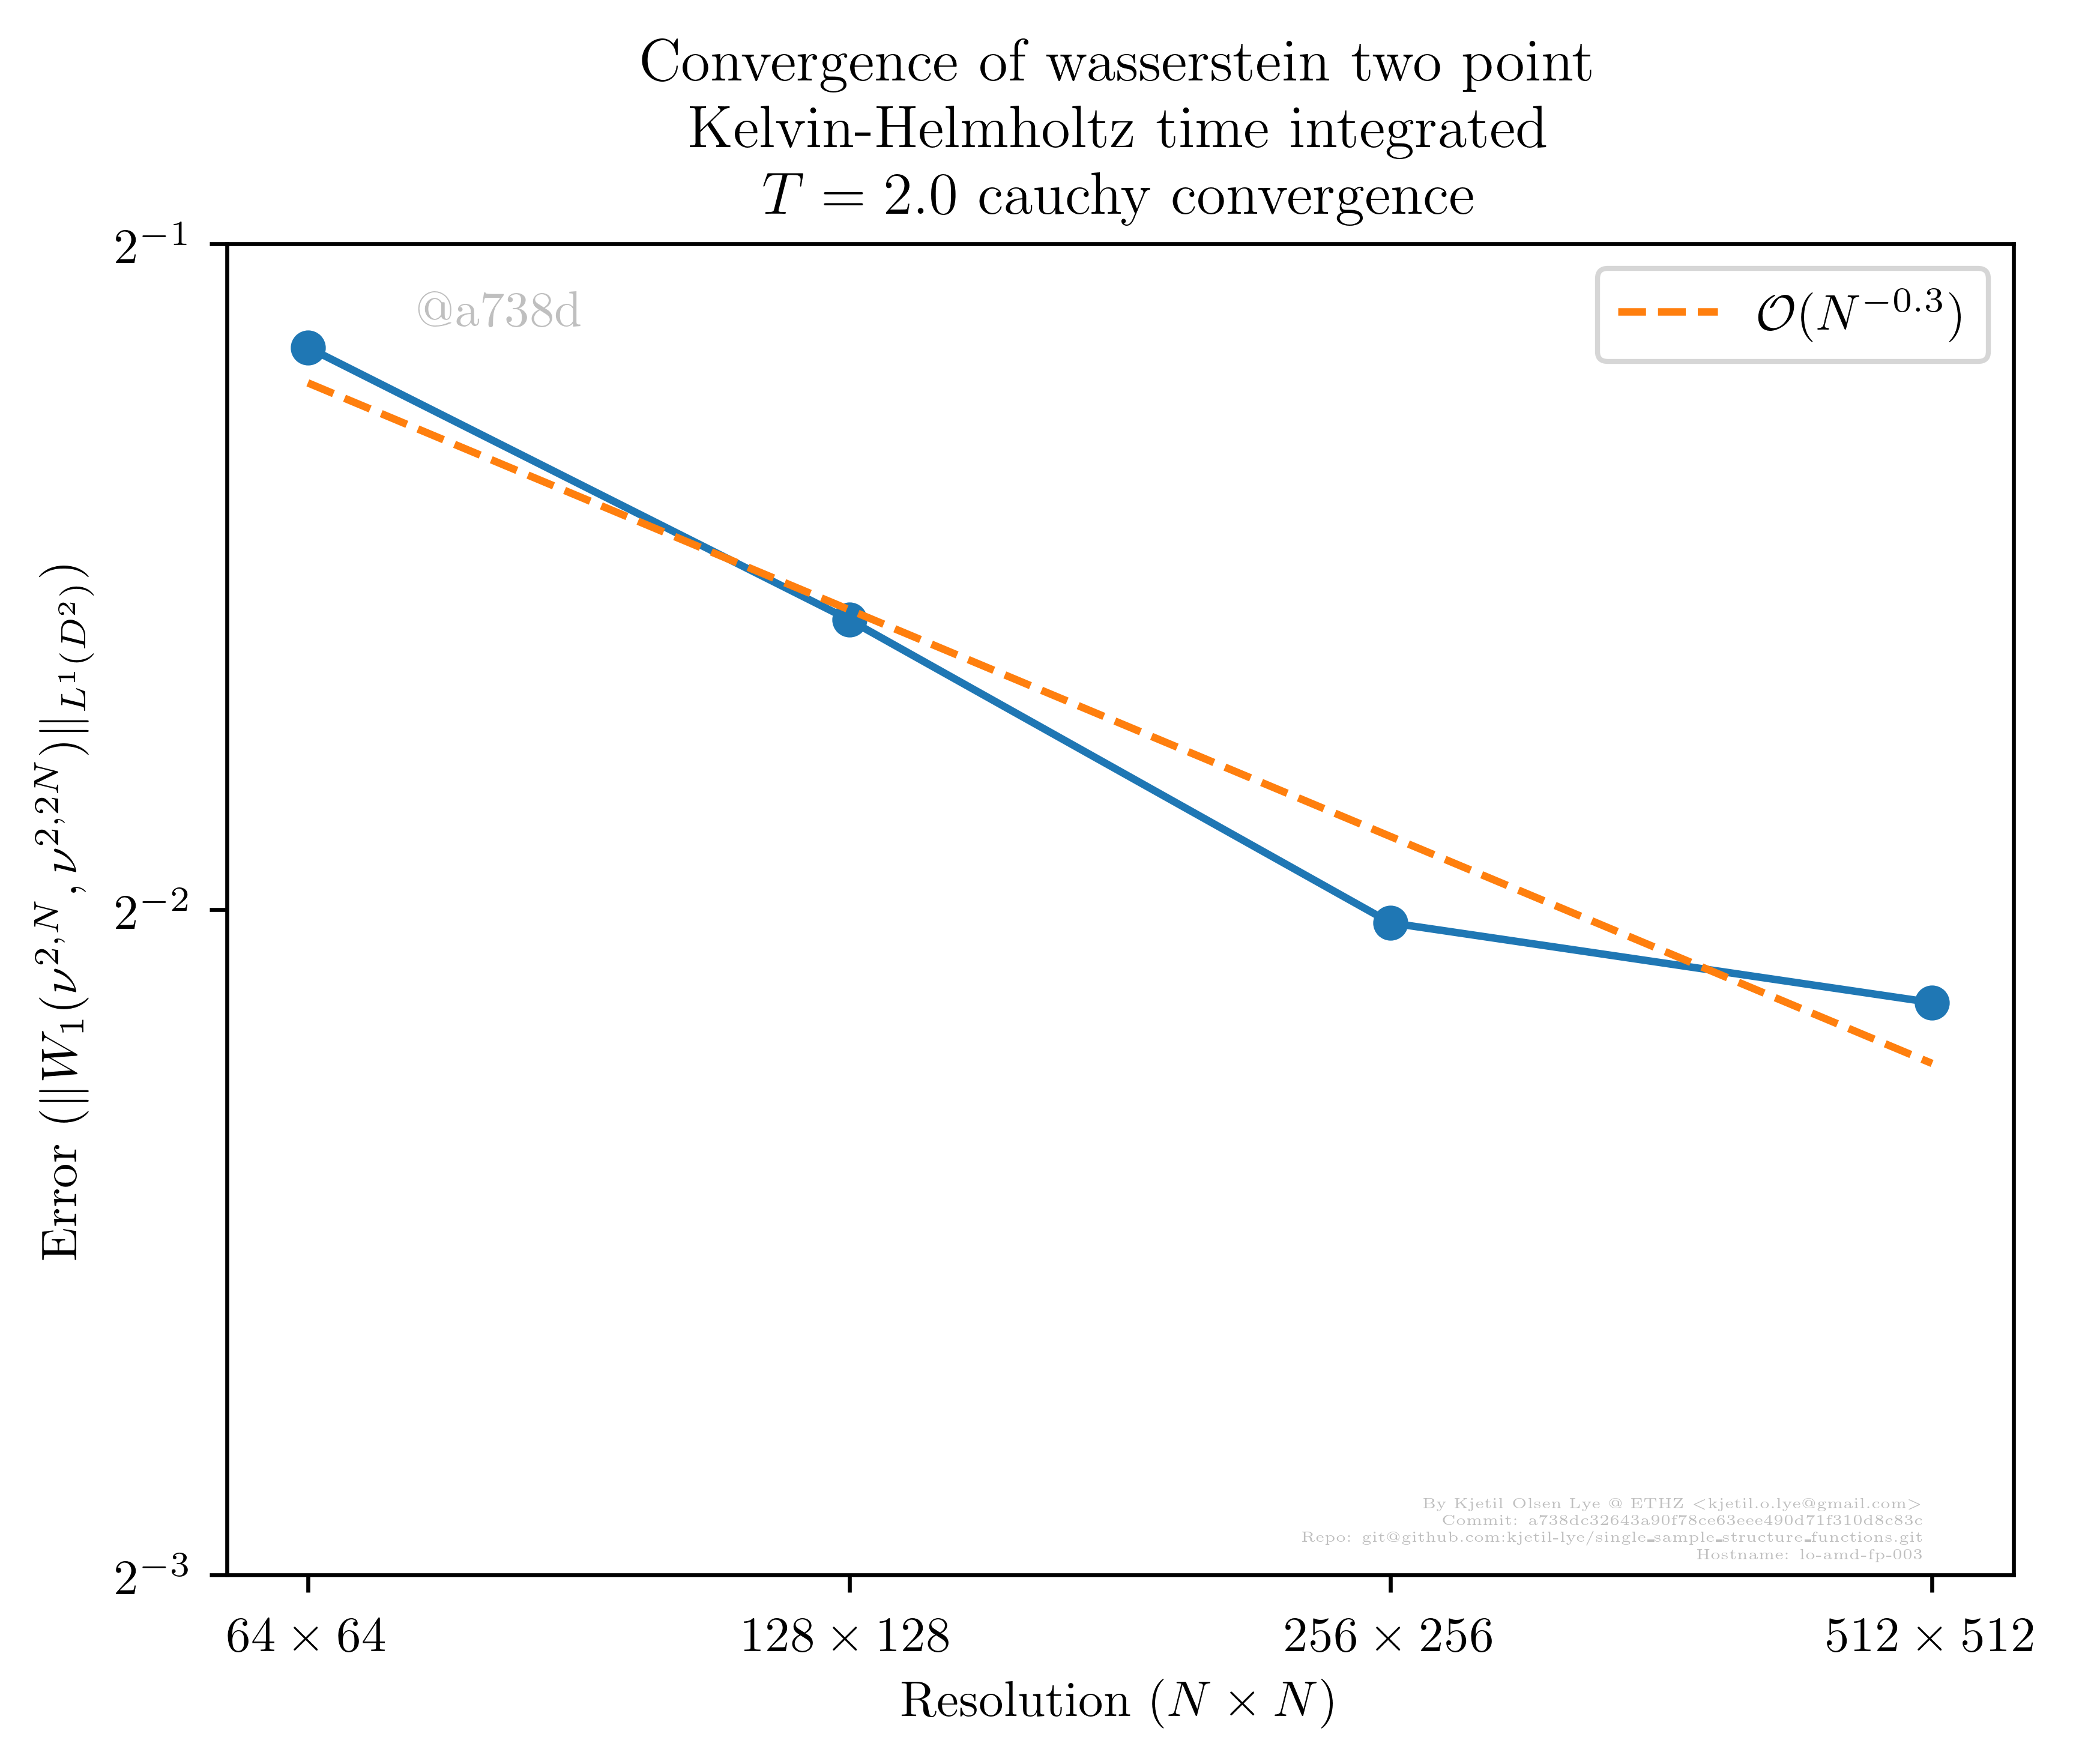 Convergence of wasserstein two point
Kelvin-Helmholtz time integrated
T = 2.0 cauchy convergence
2^{-1}
@a738d
O(N^{-0.3})
Error (||W_1(ν^{2,N}, ν^{2,2N})||_{L^1(D^2)})
2^{-2}
2^{-3}
By Kjetil Olsen Lye @ ETHZ <kjetil.o.lye@gmail.com>
Commit: a738dc32643a90f78ce63eee490d71f310d8c83c
Repo: git@github.com:kjetil-lye/single_sample_structure_functions.git
Hostname: lo-amd-fp-003
64 × 64
128 × 128
256 × 256
512 × 512
Resolution (N × N)